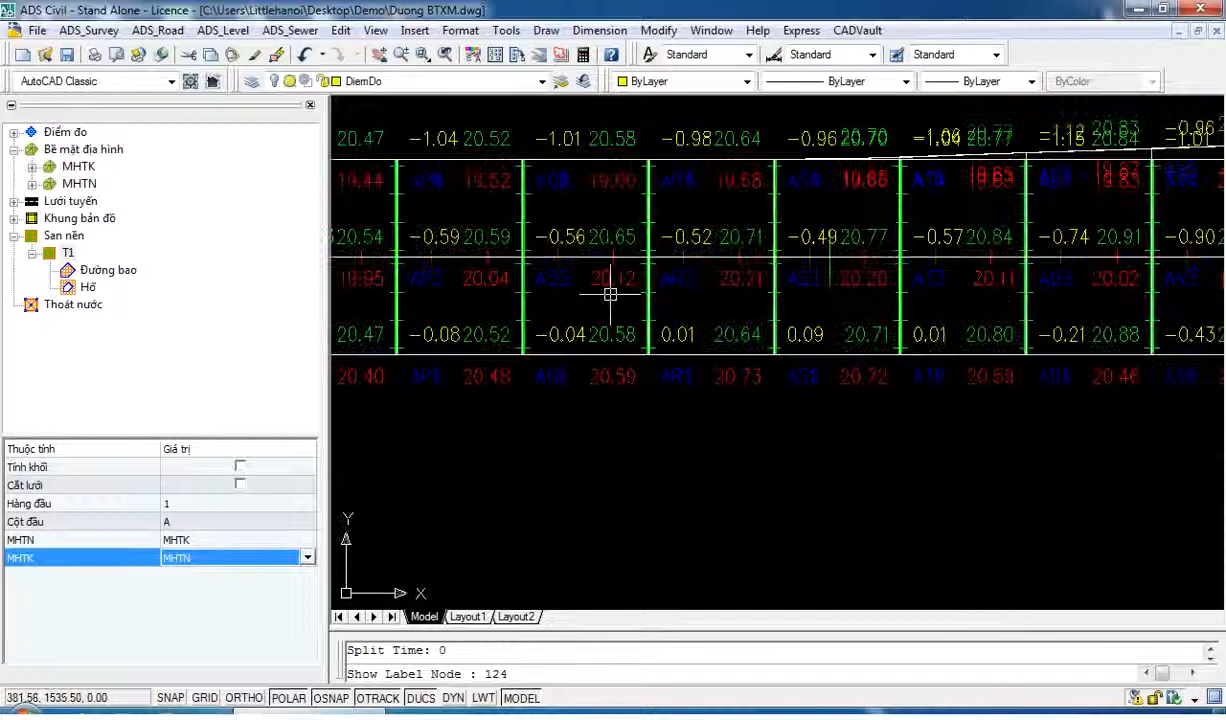 ADS Civil - Stand Alone - Licence - [C:\Users\Littlehanoi\Desktop\Demo\Duong BTXM.dwg]
File ADS_Survey ADS_Road ADS_Level ADS_Sewer Edit View Insert Format Tools Draw Dimension Modify Window Help Express CADVault
Standard Standard Standard
AutoCAD Classic DiemDo ByLayer ByLayer ByLayer ByColor
Điểm đo
Bề mặt địa hình
MHTK
MHTN
Lưới tuyến
Khung bản đồ
San nền
T1
Đường bao
Hố
Thoát nước
Thuộc tính Giá trị
Tính khối
Cắt lưới
Hàng đầu 1
Cột đầu A
MHTN MHTK
MHTK MHTN
20.47 -1.04 20.52 -1.01 20.58 -0.98 20.64 -0.96 20.70 20.84
19.44 19.52
20.54 -0.59 20.59 -0.56 20.65 -0.52 20.71 -0.49 20.77 -0.57 20.84 -0.74 20.91 -0.90
19.95 20.04 20.12 20.21 20.11 20.02
20.47 -0.08 20.52 -0.04 20.58 0.01 20.64 0.09 20.71 0.01 20.80 -0.21 20.88 -0.43
20.40 20.48 20.59 20.73 20.72 20.46
Y
X
Model Layout1 Layout2
Split Time: 0
Show Label Node : 124
381.56, 1535.50, 0.00 SNAP GRID ORTHO POLAR OSNAP OTRACK DUCS DYN LWT MODEL